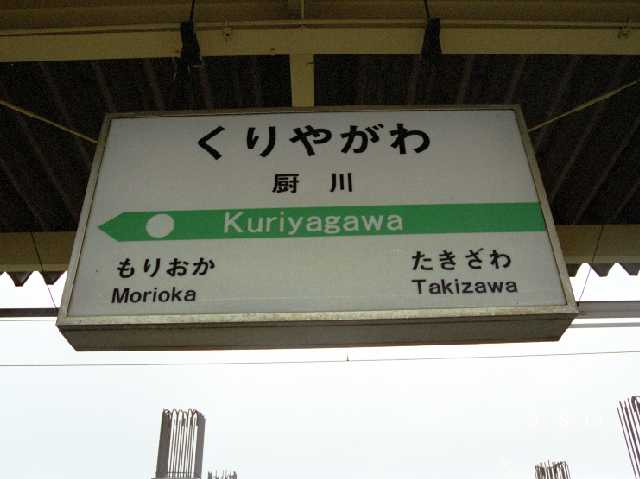 くりやがわ
厨 川
Kuriyagawa
もりおか たきざわ
Morioka Takizawa